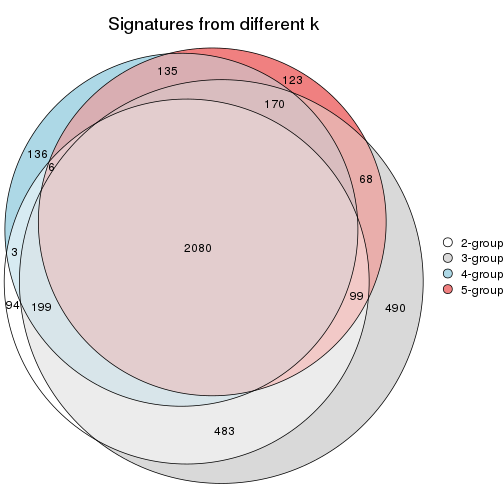 Signatures from different k
135
123
170
136
6
68
2080
3
94
199
99
490
483
2-group
3-group
4-group
5-group